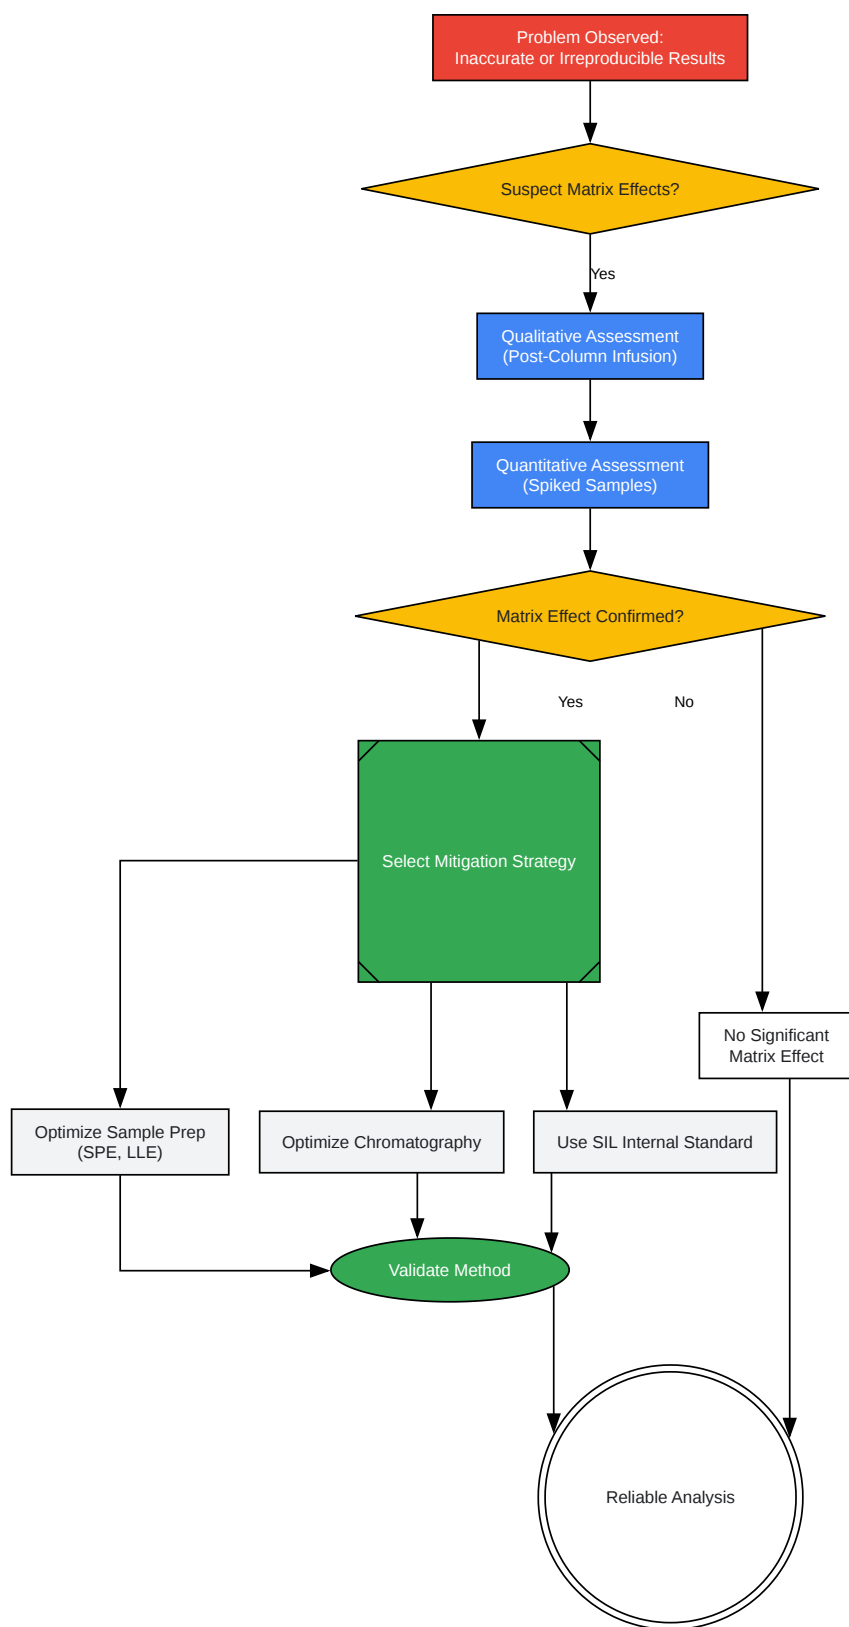 Problem Observed:
Inaccurate or Irreproducible Results
Suspect Matrix Effects?
Yes
Qualitative Assessment
(Post-Column Infusion)
Quantitative Assessment
(Spiked Samples)
Matrix Effect Confirmed?
Yes
No
Select Mitigation Strategy
No Significant
Matrix Effect
Optimize Sample Prep
(SPE, LLE)
Optimize Chromatography
Use SIL Internal Standard
Validate Method
Reliable Analysis